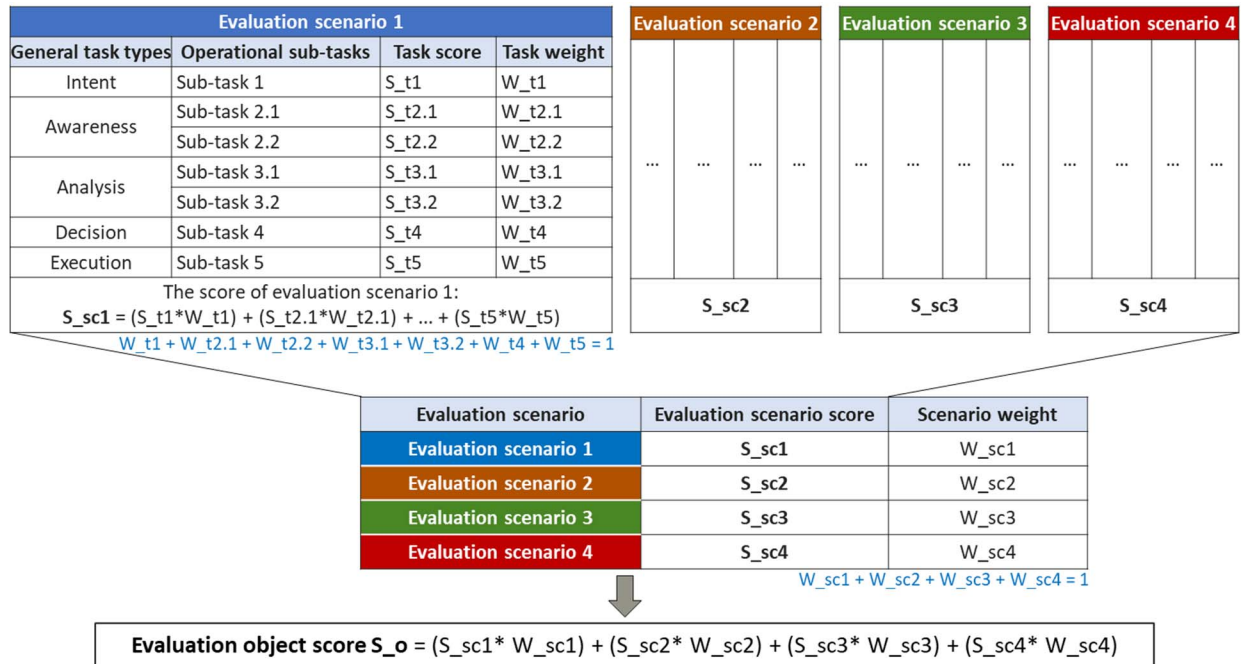 Evaluation scenario 1
General task types Operational sub-tasks Task score Task weight
Intent Sub-task 1 S_t1 W_t1
Awareness
Sub-task 2.1 S_t2.1 W_t2.1
Sub-task 2.2 S_t2.2 W_t2.2
Analysis
Sub-task 3.1 S_t3.1 W_t3.1
Sub-task 3.2 S_t3.2 W_t3.2
Decision Sub-task 4 S_t4 W_t4
Execution Sub-task 5 S_t5 W_t5
The score of evaluation scenario 1:
S_sc1 = (S_t1*W_t1) + (S_t2.1*W_t2.1) + ... + (S_t5*W_t5)
W_t1 + W_t2.1 + W_t2.2 + W_t3.1 + W_t3.2 + W_t4 + W_t5 = 1
Evaluation scenario 2
... ... ... ...
S_sc2
Evaluation scenario 3
... ... ... ...
S_sc3
Evaluation scenario 4
... ... ... ...
S_sc4
Evaluation scenario Evaluation scenario score Scenario weight
Evaluation scenario 1 S_sc1 W_sc1
Evaluation scenario 2 S_sc2 W_sc2
Evaluation scenario 3 S_sc3 W_sc3
Evaluation scenario 4 S_sc4 W_sc4
W_sc1 + W_sc2 + W_sc3 + W_sc4 = 1
Evaluation object score S_o = (S_sc1* W_sc1) + (S_sc2* W_sc2) + (S_sc3* W_sc3) + (S_sc4* W_sc4)